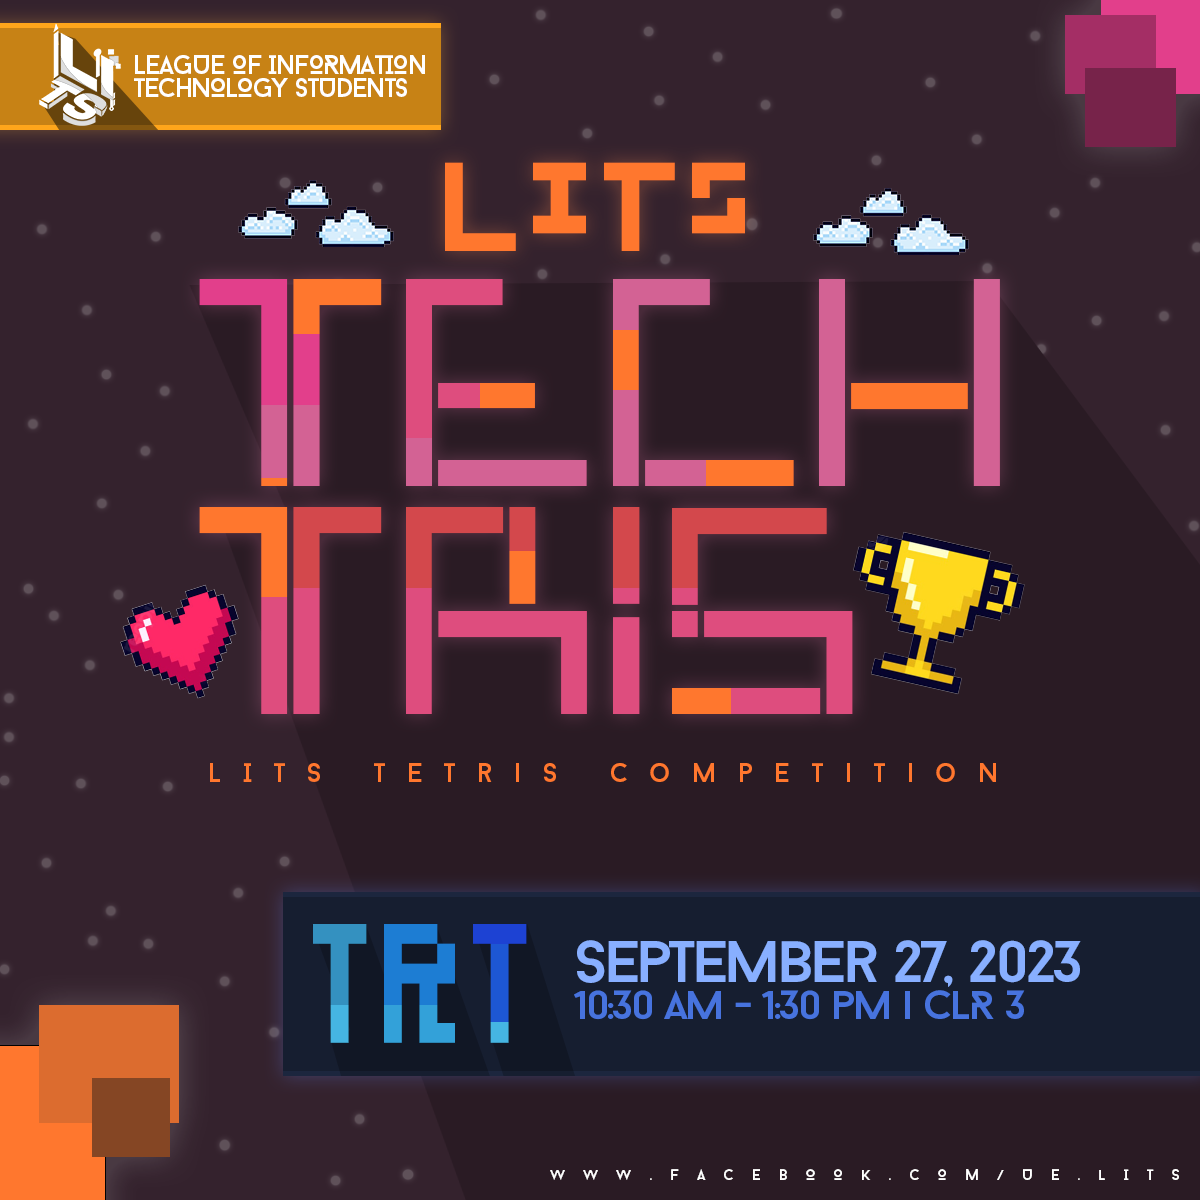 LEAGUE OF INFORMATION
TECHNOLOGY STUDENTS
LITS
TECH
TRIS
LITS TETRIS COMPETITION
TRT
SEPTEMBER 27, 2023
10:30 AM - 1:30 PM | CLR 3
WWW.FACEBOOK.COM/UE.LITS